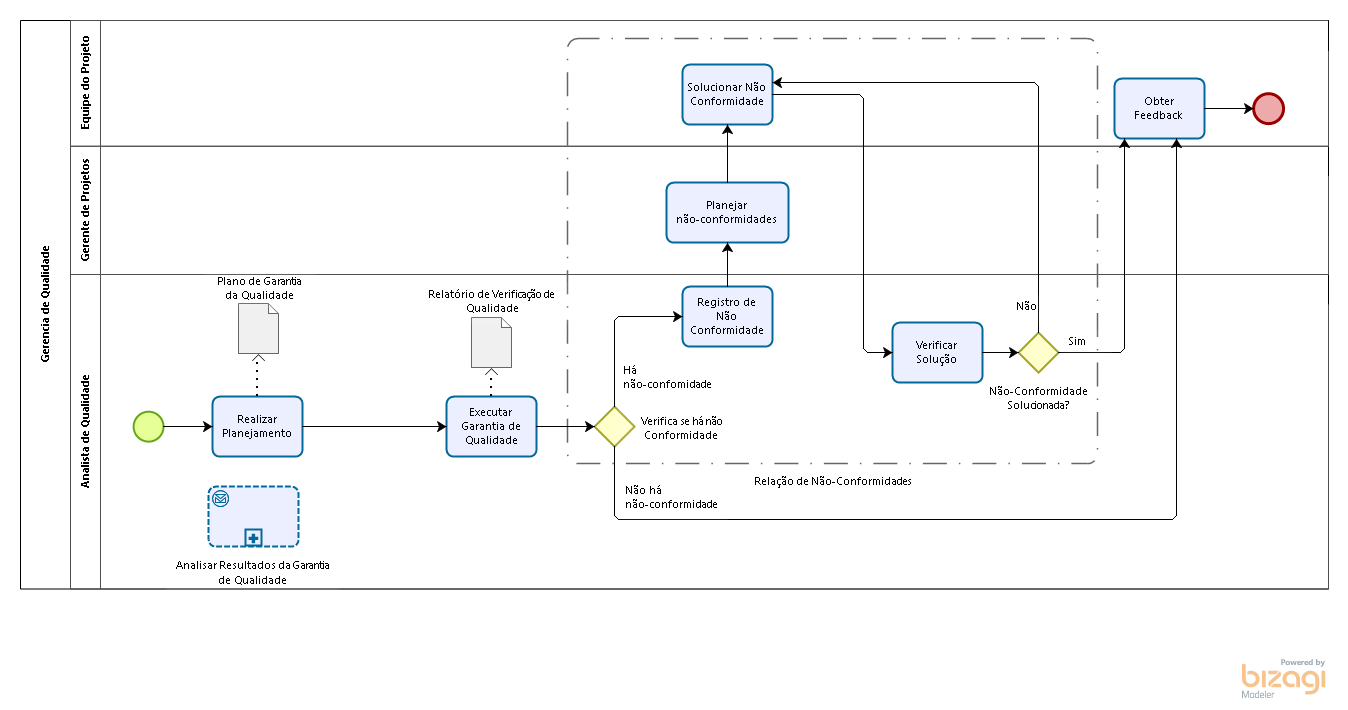 Gerencia de Qualidade
Equipe do Projeto
Solucionar Não
Conformidade
Obter
Feedback
Gerente de Projetos
Planejar
não-conformidades
Analista de Qualidade
Plano de Garantia
da Qualidade
Relatório de Verificação de
Qualidade
Registro de
Não
Conformidade
Não
Sim
Verificar
Solução
Não-Conformidade
Solucionada?
Há
não-confomidade
Realizar
Planejamento
Executar
Garantia de
Qualidade
Verifica se há não
Conformidade
Relação de Não-Conformidades
Não há
não-conformidade
Analisar Resultados da Garantia
de Qualidade
Powered by
bizagi
Modeler